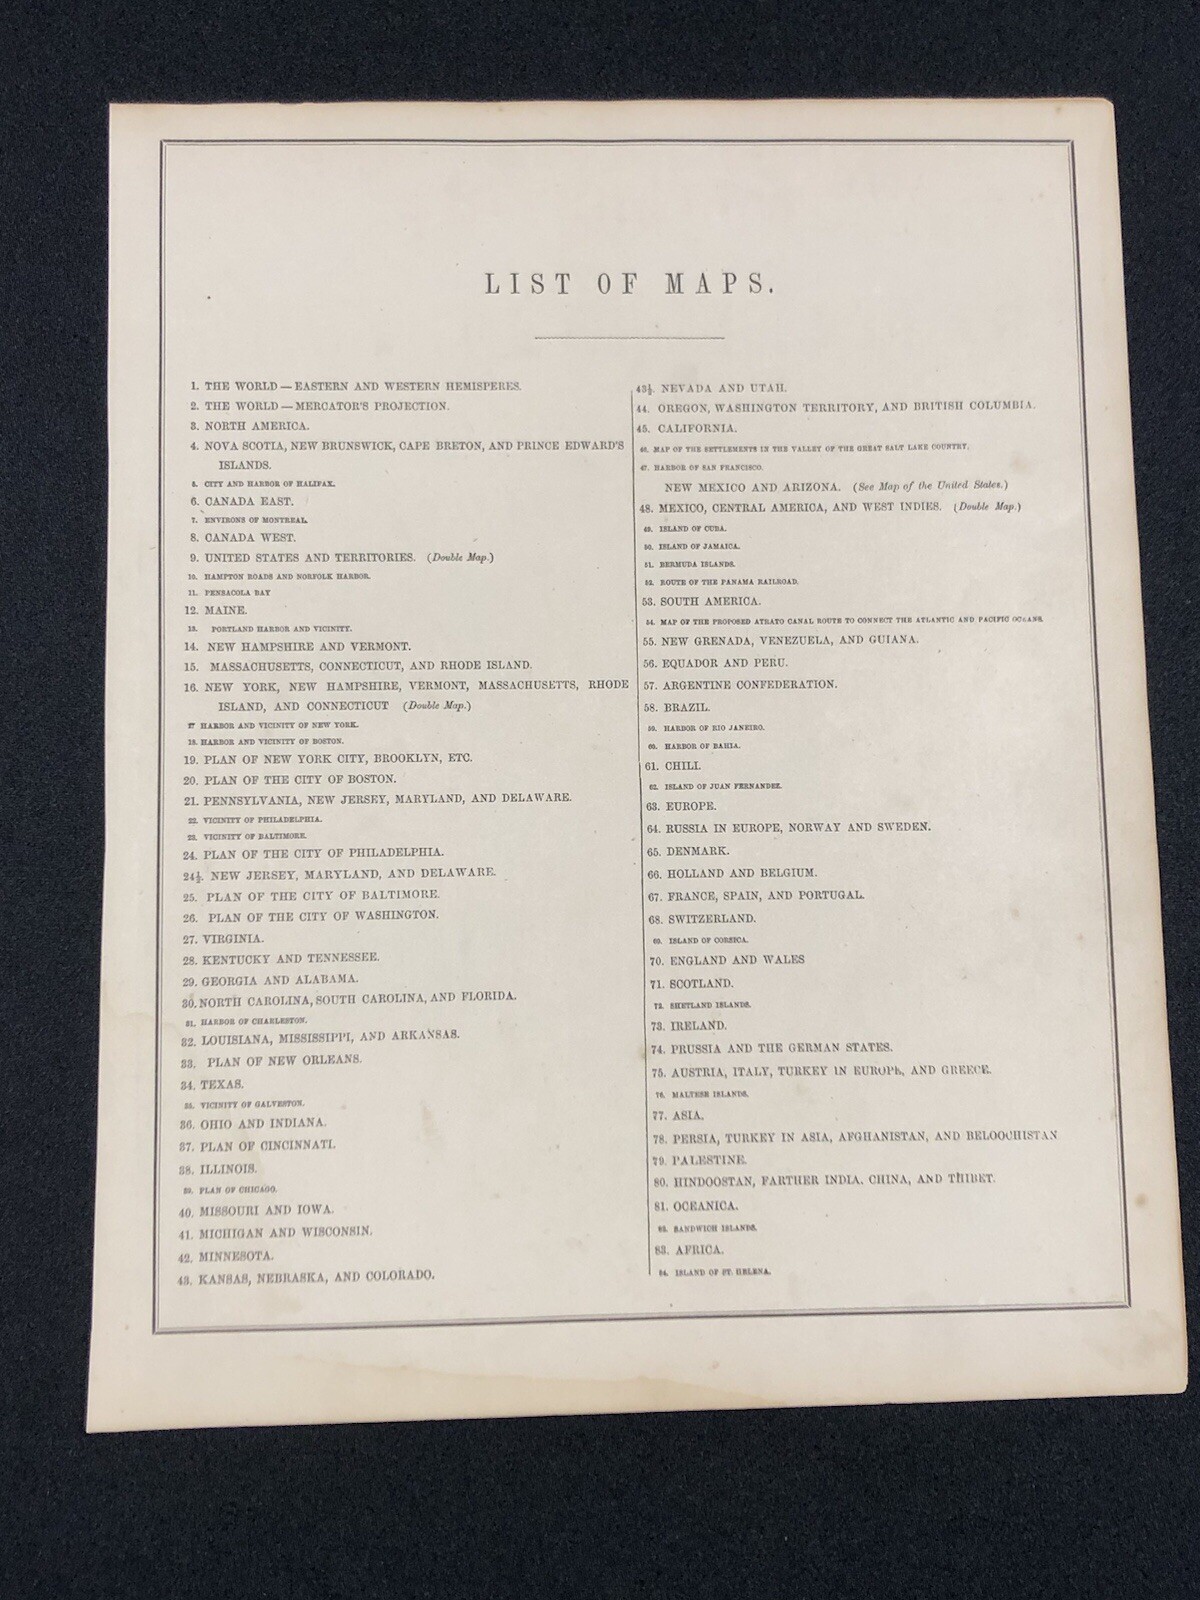 LIST OF MAPS.
1. THE WORLD — EASTERN AND WESTERN HEMISPERES.
2. THE WORLD — MERCATOR'S PROJECTION.
3. NORTH AMERICA.
4. NOVA SCOTIA, NEW BRUNSWICK, CAPE BRETON, AND PRINCE EDWARD'S
ISLANDS.
5. CITY AND HARBOR OF HALIFAX.
6. CANADA EAST.
7. ENVIRONS OF MONTREAL.
8. CANADA WEST.
9. UNITED STATES AND TERRITORIES. (Double Map.)
10. HAMPTON ROADS AND NORFOLK HARBOR.
11. PENSACOLA BAY
12. MAINE.
13. PORTLAND HARBOR AND VICINITY.
14. NEW HAMPSHIRE AND VERMONT.
15. MASSACHUSETTS, CONNECTICUT, AND RHODE ISLAND.
16. NEW YORK, NEW HAMPSHIRE, VERMONT, MASSACHUSETTS, RHODE
ISLAND, AND CONNECTICUT (Double Map.)
17 HARBOR AND VICINITY OF NEW YORK.
18. HARBOR AND VICINITY OF BOSTON.
19. PLAN OF NEW YORK CITY, BROOKLYN, ETC.
20. PLAN OF THE CITY OF BOSTON.
21. PENNSYLVANIA, NEW JERSEY, MARYLAND, AND DELAWARE.
22. VICINITY OF PHILADELPHIA.
23. VICINITY OF BALTIMORE.
24. PLAN OF THE CITY OF PHILADELPHIA.
24½. NEW JERSEY, MARYLAND, AND DELAWARE.
25. PLAN OF THE CITY OF BALTIMORE.
26. PLAN OF THE CITY OF WASHINGTON.
27. VIRGINIA.
28. KENTUCKY AND TENNESSEE.
29. GEORGIA AND ALABAMA.
30. NORTH CAROLINA, SOUTH CAROLINA, AND FLORIDA.
31. HARBOR OF CHARLESTON.
32. LOUISIANA, MISSISSIPPI, AND ARKANSAS.
33. PLAN OF NEW ORLEANS.
34. TEXAS.
35. VICINITY OF GALVESTON.
36. OHIO AND INDIANA.
37. PLAN OF CINCINNATI.
38. ILLINOIS.
39. PLAN OF CHICAGO.
40. MISSOURI AND IOWA.
41. MICHIGAN AND WISCONSIN.
42. MINNESOTA.
43. KANSAS, NEBRASKA, AND COLORADO.
43½. NEVADA AND UTAH.
44. OREGON, WASHINGTON TERRITORY, AND BRITISH COLUMBIA.
45. CALIFORNIA.
46. MAP OF THE SETTLEMENTS IN THE VALLEY OF THE GREAT SALT LAKE COUNTRY.
47. HARBOR OF SAN FRANCISCO.
NEW MEXICO AND ARIZONA. (See Map of the United States.)
48. MEXICO, CENTRAL AMERICA, AND WEST INDIES. (Double Map.)
49. ISLAND OF CUBA.
50. ISLAND OF JAMAICA.
51. BERMUDA ISLANDS.
52. ROUTE OF THE PANAMA RAILROAD.
53. SOUTH AMERICA.
54. MAP OF THE PROPOSED ATRATO CANAL ROUTE TO CONNECT THE ATLANTIC AND PACIFIC OCEANS.
55. NEW GRENADA, VENEZUELA, AND GUIANA.
56. EQUADOR AND PERU.
57. ARGENTINE CONFEDERATION.
58. BRAZIL.
59. HARBOR OF RIO JANEIRO.
60. HARBOR OF BAHIA.
61. CHILI.
62. ISLAND OF JUAN FERNANDEZ.
63. EUROPE.
64. RUSSIA IN EUROPE, NORWAY AND SWEDEN.
65. DENMARK.
66. HOLLAND AND BELGIUM.
67. FRANCE, SPAIN, AND PORTUGAL.
68. SWITZERLAND.
69. ISLAND OF CORSICA.
70. ENGLAND AND WALES
71. SCOTLAND.
72. SHETLAND ISLANDS.
73. IRELAND.
74. PRUSSIA AND THE GERMAN STATES.
75. AUSTRIA, ITALY, TURKEY IN EUROPE, AND GREECE.
76. MALTESE ISLANDS.
77. ASIA.
78. PERSIA, TURKEY IN ASIA, AFGHANISTAN, AND BELOOCHISTAN
79. PALESTINE.
80. HINDOOSTAN, FARTHER INDIA. CHINA, AND THIBET.
81. OCEANICA.
82. SANDWICH ISLANDS.
83. AFRICA.
84. ISLAND OF ST. HELENA.